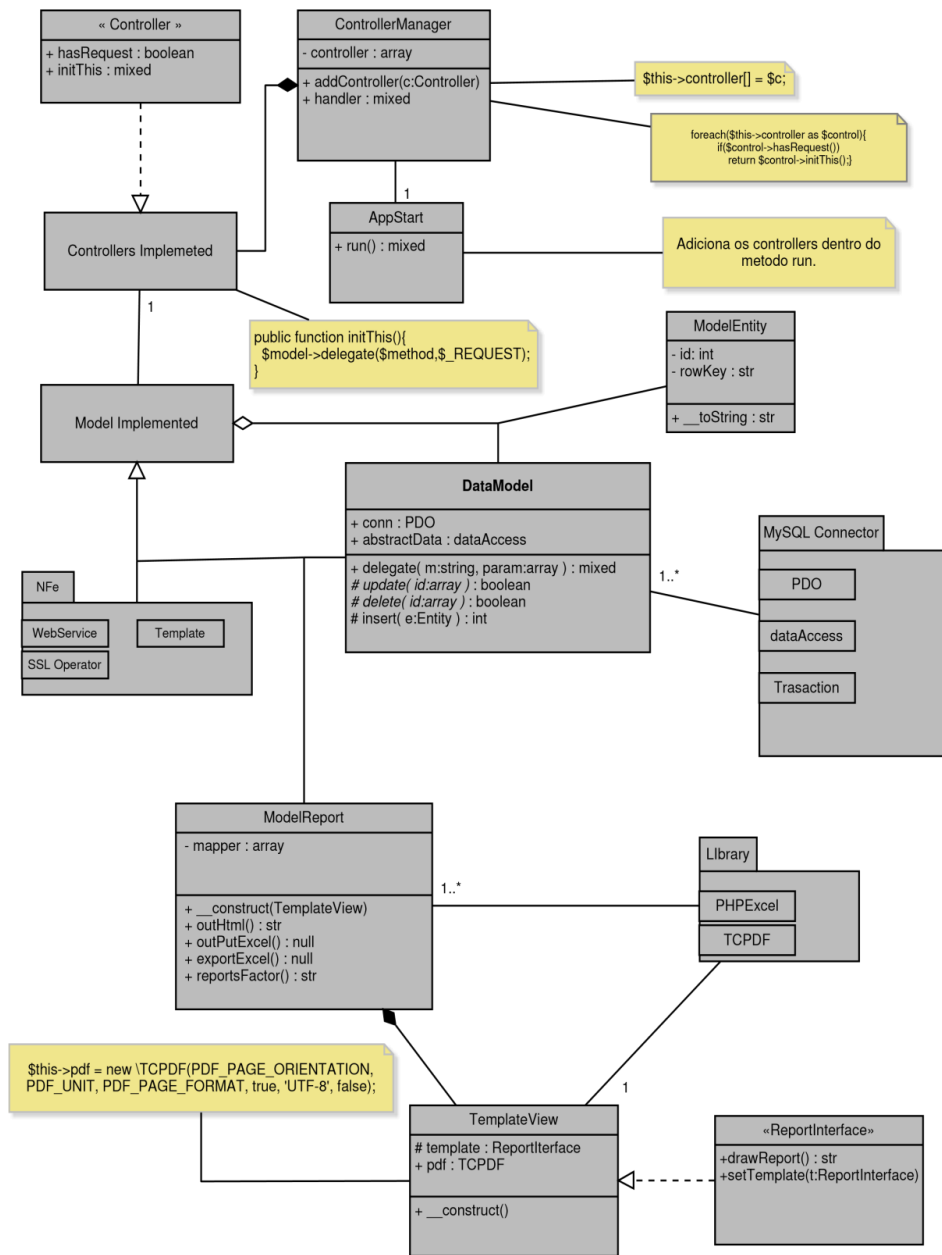 « Controller »
+ hasRequest : boolean
+ initThis : mixed
ControllerManager
- controller : array
+ addController(c:Controller)
+ handler : mixed
$this->controller[] = $c;
foreach($this->controller as $control){
if($control->hasRequest())
return $control->initThis();}
1
AppStart
+ run() : mixed
Adiciona os controllers dentro do
metodo run.
Controllers Implemeted
1
public function initThis(){
$model->delegate($method,$_REQUEST);
}
ModelEntity
- id: int
- rowKey : str
+ __toString : str
Model Implemented
DataModel
+ conn : PDO
+ abstractData : dataAccess
+ delegate( m:string, param:array ) : mixed
# update( id:array ) : boolean
# delete( id:array ) : boolean
# insert( e:Entity ) : int
1..*
MySQL Connector
PDO
dataAccess
Trasaction
NFe
WebService
Template
SSL Operator
ModelReport
- mapper : array
+ __construct(TemplateView)
+ outHtml() : str
+ outPutExcel() : null
+ exportExcel() : null
+ reportsFactor() : str
1..*
LIbrary
PHPExcel
TCPDF
$this->pdf = new \TCPDF(PDF_PAGE_ORIENTATION,
PDF_UNIT, PDF_PAGE_FORMAT, true, 'UTF-8', false);
1
TemplateView
# template : ReportIterface
+ pdf : TCPDF
+ __construct()
«ReportInterface»
+drawReport() : str
+setTemplate(t:ReportInterface)